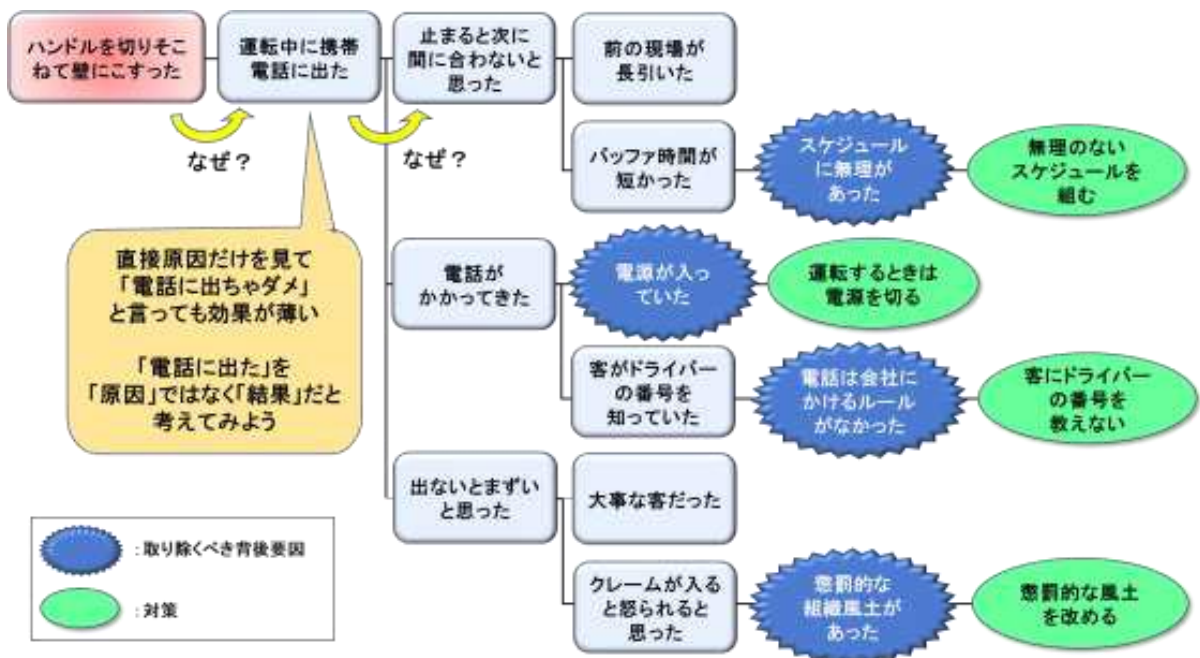 ハンドルを切りそこ
ねて壁にこすった
運転中に携帯
電話に出た
止まると次に
間に合わないと
思った
前の現場が
長引いた
なぜ？
なぜ？
バッファ時間が
短かった
スケジュール
に無理が
あった
無理のない
スケジュールを
組む
直接原因だけを見て
「電話に出ちゃダメ」
と言っても効果が薄い
「電話に出た」を
「原因」ではなく「結果」だと
考えてみよう
電話が
かかってきた
電源が入っ
ていた
運転するときは
電源を切る
客がドライバー
の番号を
知っていた
電話は会社に
かけるルール
がなかった
客にドライバー
の番号を
教えない
出ないとまずい
と思った
大事な客だった
クレームが入る
と怒られると
思った
懲罰的な
組織風土が
あった
懲罰的な風土
を改める
：取り除くべき背後要因
：対策